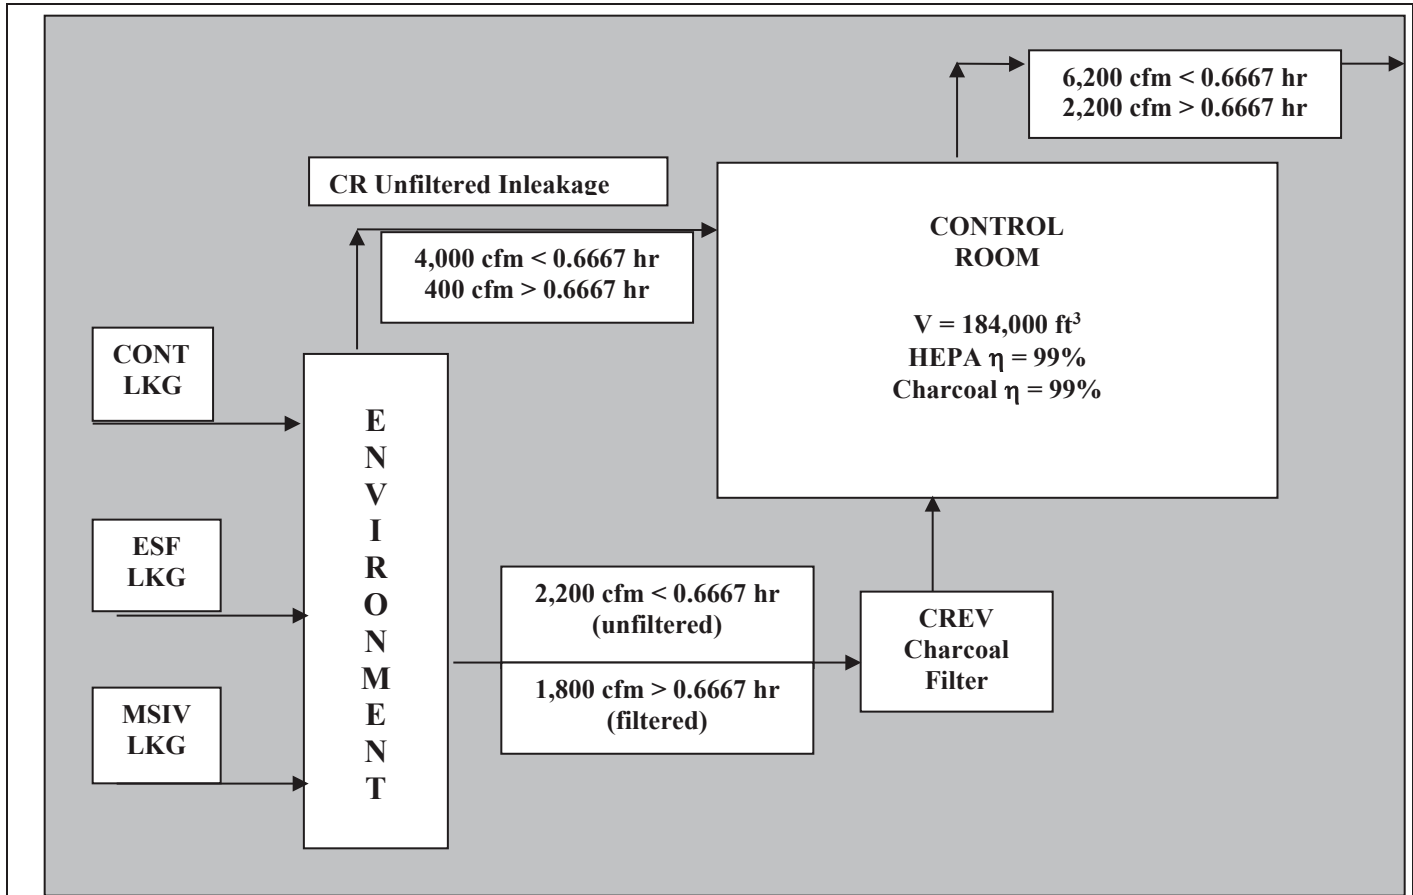 6,200 cfm < 0.6667 hr
2,200 cfm > 0.6667 hr
CR Unfiltered Inleakage
4,000 cfm < 0.6667 hr
400 cfm > 0.6667 hr
CONTROL
ROOM
V = 184,000 ft³
HEPA η = 99%
Charcoal η = 99%
CONT
LKG
ESF
LKG
MSIV
LKG
E
N
V
I
R
O
N
M
E
N
T
2,200 cfm < 0.6667 hr
(unfiltered)
1,800 cfm > 0.6667 hr
(filtered)
CREV
Charcoal
Filter